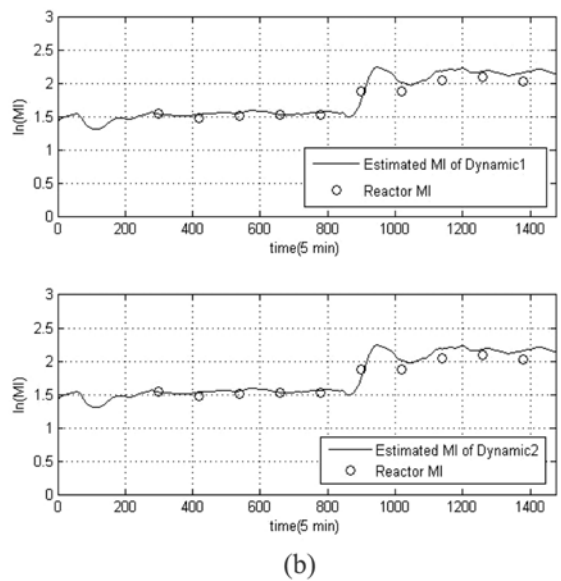 3
2.5
2
1.5
1
0.5
0
ln(MI)
Estimated MI of Dynamic1
Reactor MI
0 200 400 600 800 1000 1200 1400
time(5 min)
3
2.5
2
1.5
1
0.5
0
ln(MI)
Estimated MI of Dynamic2
Reactor MI
0 200 400 600 800 1000 1200 1400
time(5 min)
(b)